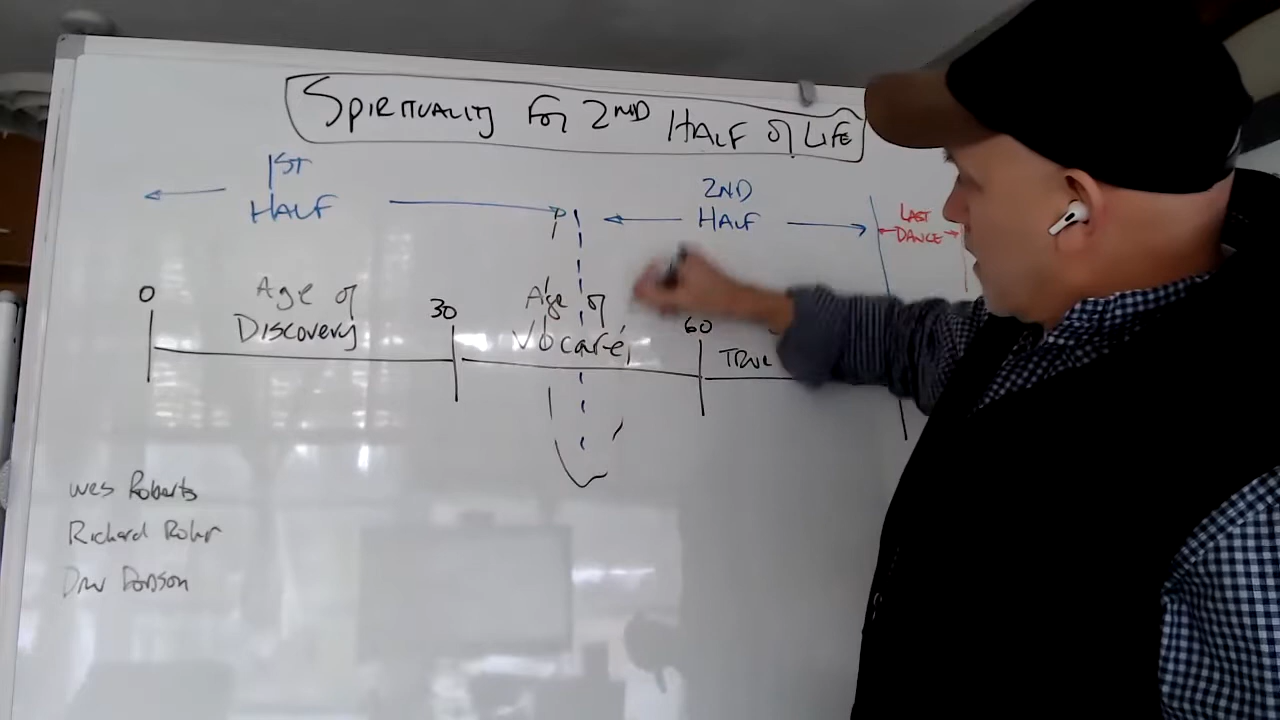 SPIRITUALITY FOR 2ND HALF OF LIFE
1ST
HALF
2ND
HALF
LAST
DANCE
0
Age of
Discovery
30
Age of
Vocare
60
TRUE
Wes Roberts
Richard Rohr